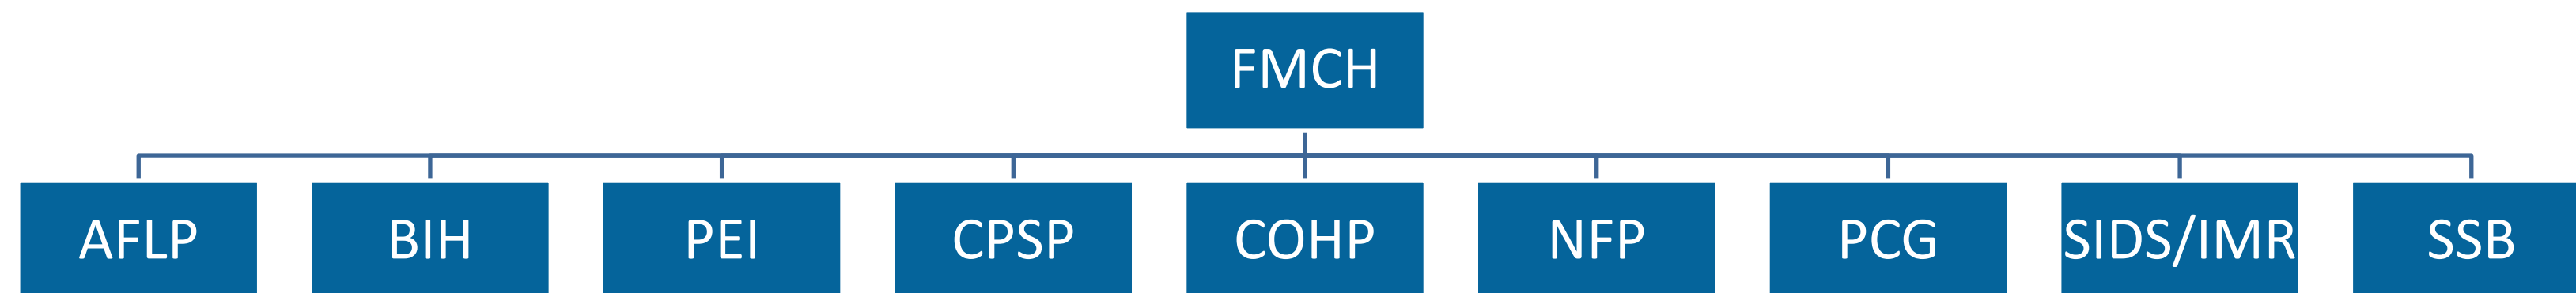 FMCH
AFLP
BIH
PEI
CPSP
COHP
NFP
PCG
SIDS/IMR
SSB